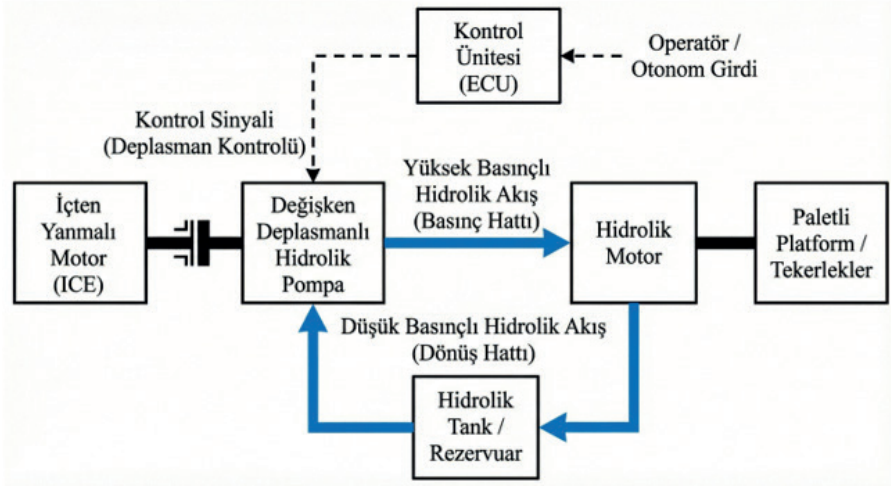 Kontrol
Ünitesi
(ECU)
Operatör /
Otonom Girdi
Kontrol Sinyali
(Deplasman Kontrolü)
Yüksek Basınçlı
Hidrolik Akış
(Basınç Hattı)
İçten
Yanmalı
Motor
(ICE)
Değişken
Deplasmanlı
Hidrolik
Pompa
Hidrolik
Motor
Paletli
Platform /
Tekerlekler
Düşük Basınçlı Hidrolik Akış
(Dönüş Hattı)
Hidrolik
Tank /
Rezervuar